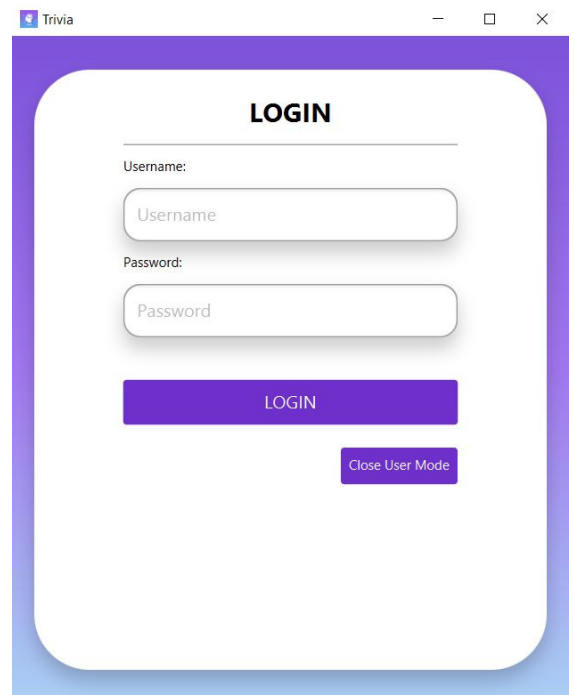 Trivia
LOGIN
Username:
Username
Password:
Password
LOGIN
Close User Mode